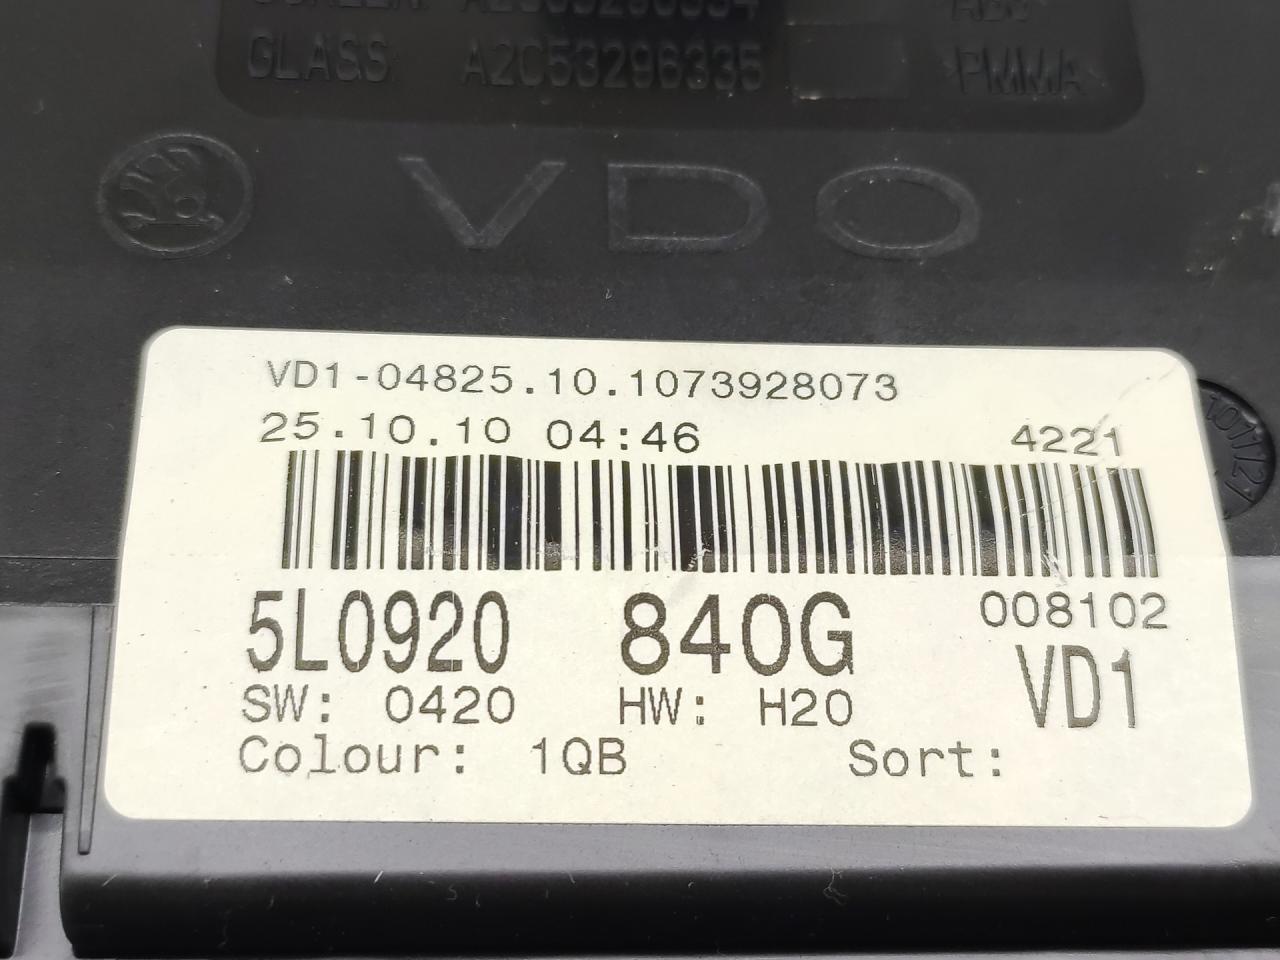 GLASS A2C53296335 >PMMA
VDO
VD1-04825.10.1073928073
25.10.10 04:46 4221
5L0920 840G 008102
SW: 0420 HW: H20 VD1
Colour: 1QB Sort: